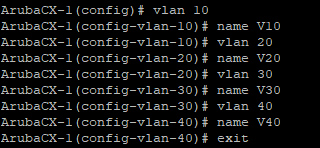 ArubaCX-1(config)# vlan 10
ArubaCX-1(config-vlan-10)# name V10
ArubaCX-1(config-vlan-10)# vlan 20
ArubaCX-1(config-vlan-20)# name V20
ArubaCX-1(config-vlan-20)# vlan 30
ArubaCX-1(config-vlan-30)# name V30
ArubaCX-1(config-vlan-30)# vlan 40
ArubaCX-1(config-vlan-40)# name V40
ArubaCX-1(config-vlan-40)# exit